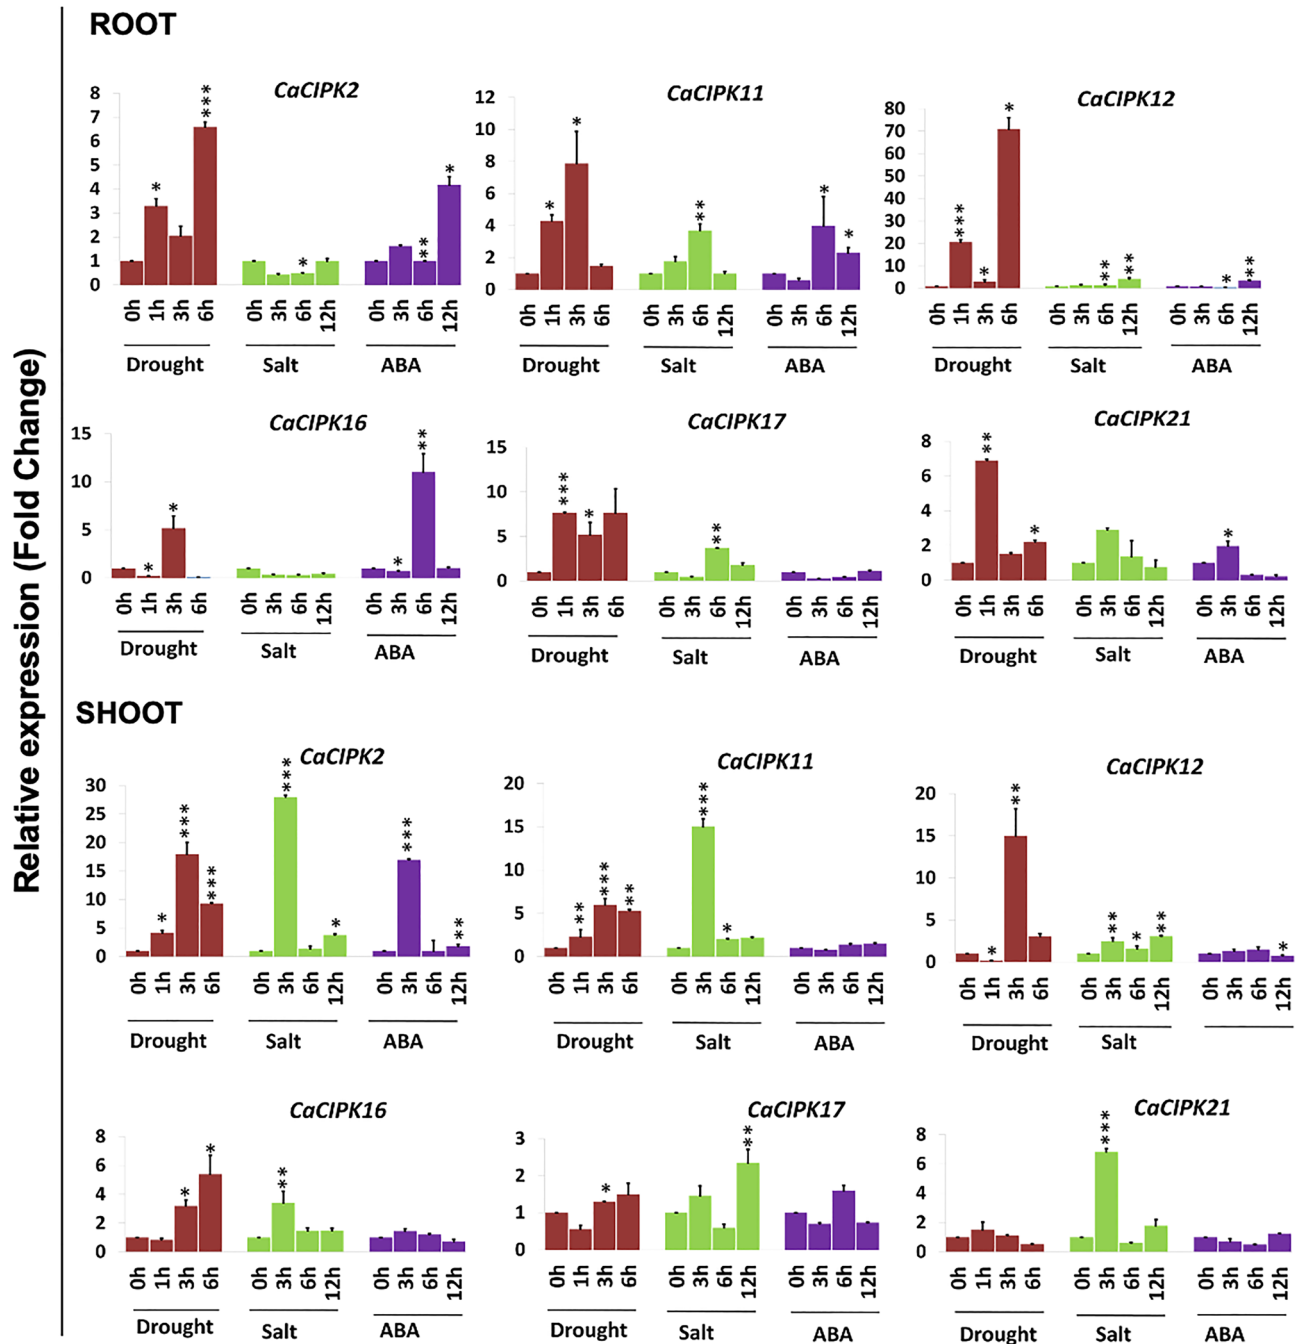 Relative expression (Fold Change)
ROOT
CaCIPK2
8
7
6
5
4
3
2
1
0
* *** * ** *
0h 1h 3h 6h 0h 3h 6h 12h 0h 3h 6h 12h
Drought Salt ABA
CaCIPK11
12
10
8
6
4
2
0
* * ** * *
0h 1h 3h 6h 0h 3h 6h 12h 0h 3h 6h 12h
Drought Salt ABA
CaCIPK12
80
70
60
50
40
30
20
10
0
*** * * ** ** * **
0h 1h 3h 6h 0h 3h 6h 12h 0h 3h 6h 12h
Drought Salt ABA
CaCIPK16
15
10
5
0
* * * **
0h 1h 3h 6h 0h 3h 6h 12h 0h 3h 6h 12h
Drought Salt ABA
CaCIPK17
15
10
5
0
*** * **
0h 1h 3h 6h 0h 3h 6h 12h 0h 3h 6h 12h
Drought Salt ABA
CaCIPK21
8
6
4
2
0
** * *
0h 1h 3h 6h 0h 3h 6h 12h 0h 3h 6h 12h
Drought Salt ABA
SHOOT
CaCIPK2
30
25
20
15
10
5
0
* *** *** *** * *** **
0h 1h 3h 6h 0h 3h 6h 12h 0h 3h 6h 12h
Drought Salt ABA
CaCIPK11
20
15
10
5
0
** *** ** *** *
0h 1h 3h 6h 0h 3h 6h 12h 0h 3h 6h 12h
Drought Salt ABA
CaCIPK12
20
15
10
5
0
* ** ** * ** *
0h 1h 3h 6h 0h 3h 6h 12h 0h 3h 6h 12h
Drought Salt
CaCIPK16
8
6
4
2
0
* * **
0h 1h 3h 6h 0h 3h 6h 12h 0h 3h 6h 12h
Drought Salt ABA
CaCIPK17
3
2
1
0
* **
0h 1h 3h 6h 0h 3h 6h 12h 0h 3h 6h 12h
Drought Salt ABA
CaCIPK21
8
6
4
2
0
***
0h 1h 3h 6h 0h 3h 6h 12h 0h 3h 6h 12h
Drought Salt ABA